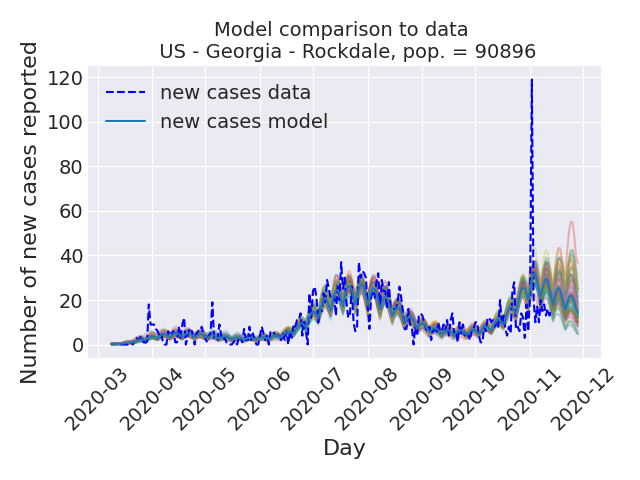 Model comparison to data
US - Georgia - Rockdale, pop. = 90896
Number of new cases reported
120
100
80
60
40
20
0
new cases data
new cases model
2020-03
2020-04
2020-05
2020-06
2020-07
2020-08
2020-09
2020-10
2020-11
2020-12
Day